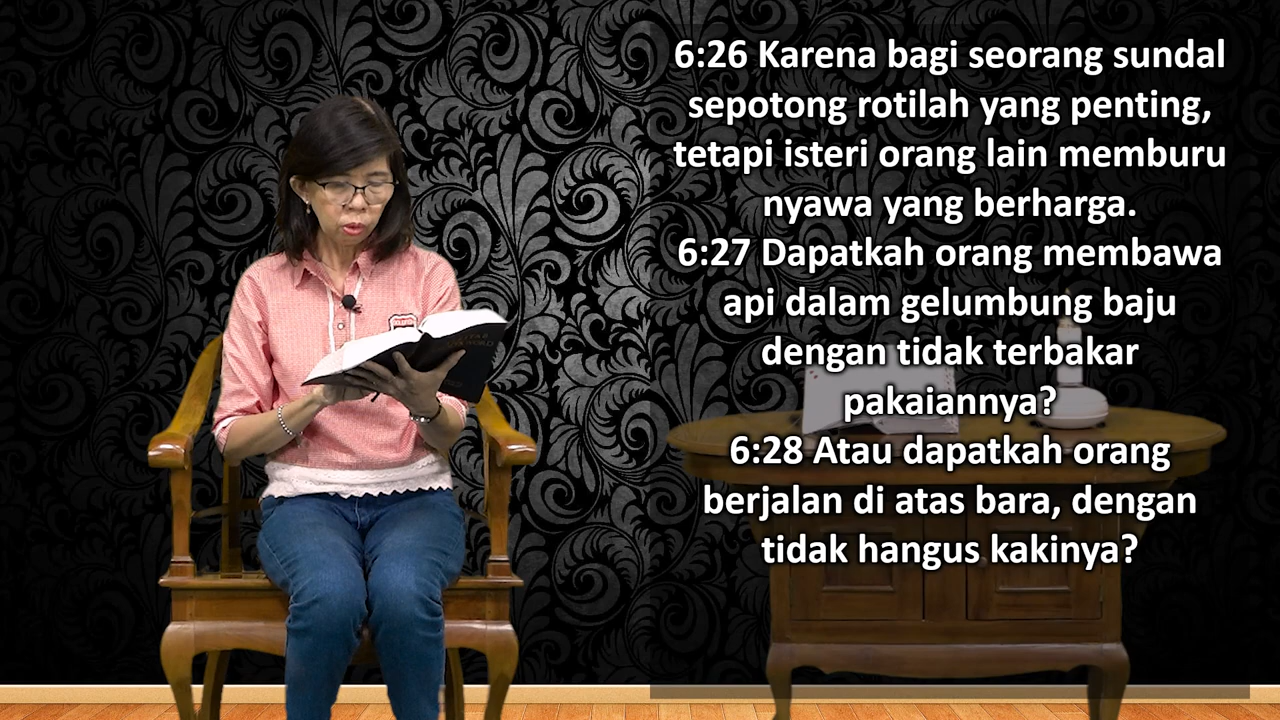 6:26 Karena bagi seorang sundal
sepotong rotilah yang penting,
tetapi isteri orang lain memburu
nyawa yang berharga.
6:27 Dapatkah orang membawa
api dalam gelumbung baju
dengan tidak terbakar
pakaiannya?
6:28 Atau dapatkah orang
berjalan di atas bara, dengan
tidak hangus kakinya?